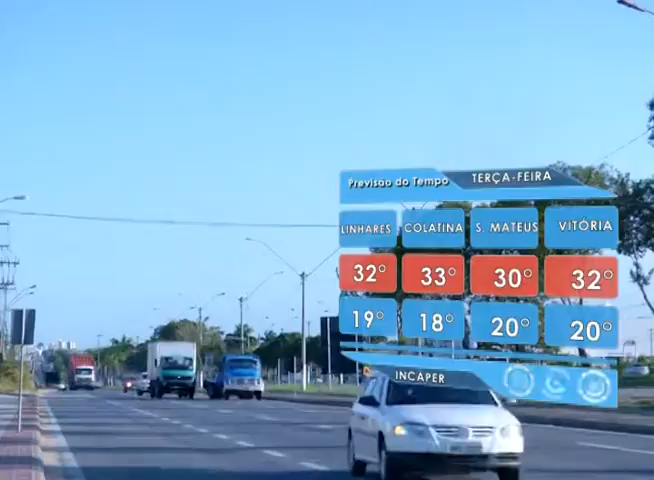 Previsão do Tempo TERÇA-FEIRA
LINHARES COLATINA S. MATEUS VITÓRIA
32° 33° 30° 32°
19° 18° 20° 20°
INCAPER